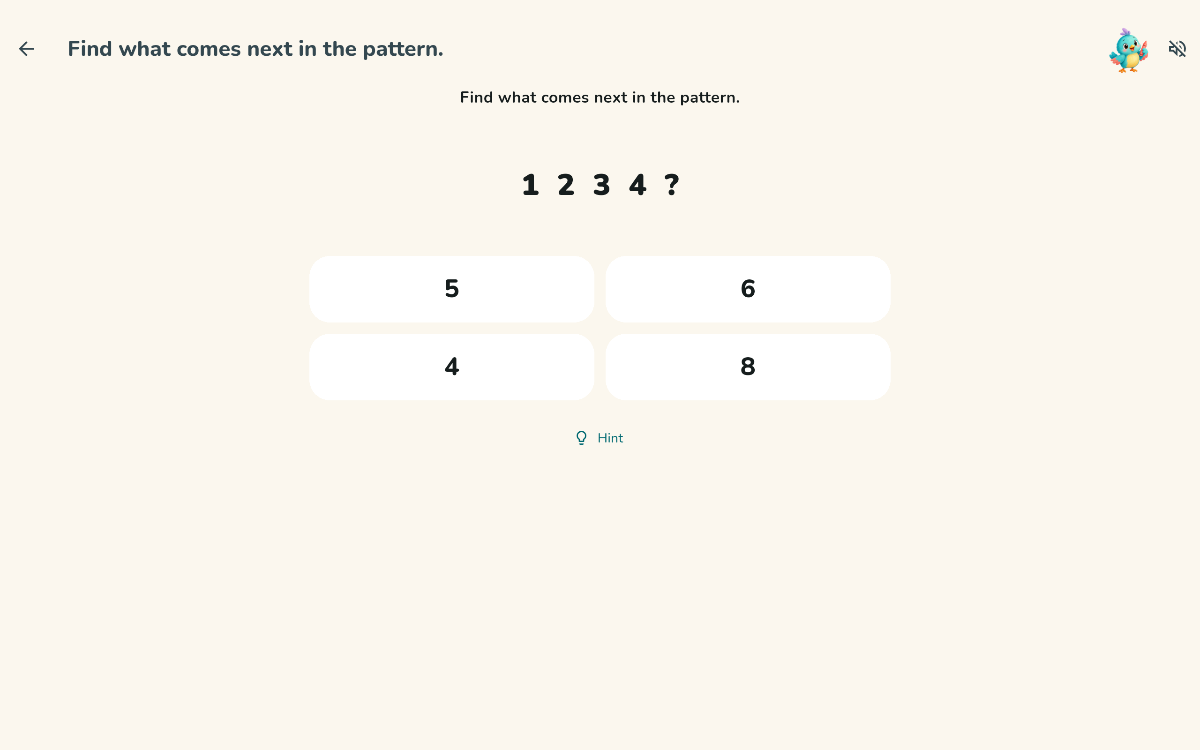 Find what comes next in the pattern.
Find what comes next in the pattern.
1 2 3 4 ?
5 6
4 8
Hint